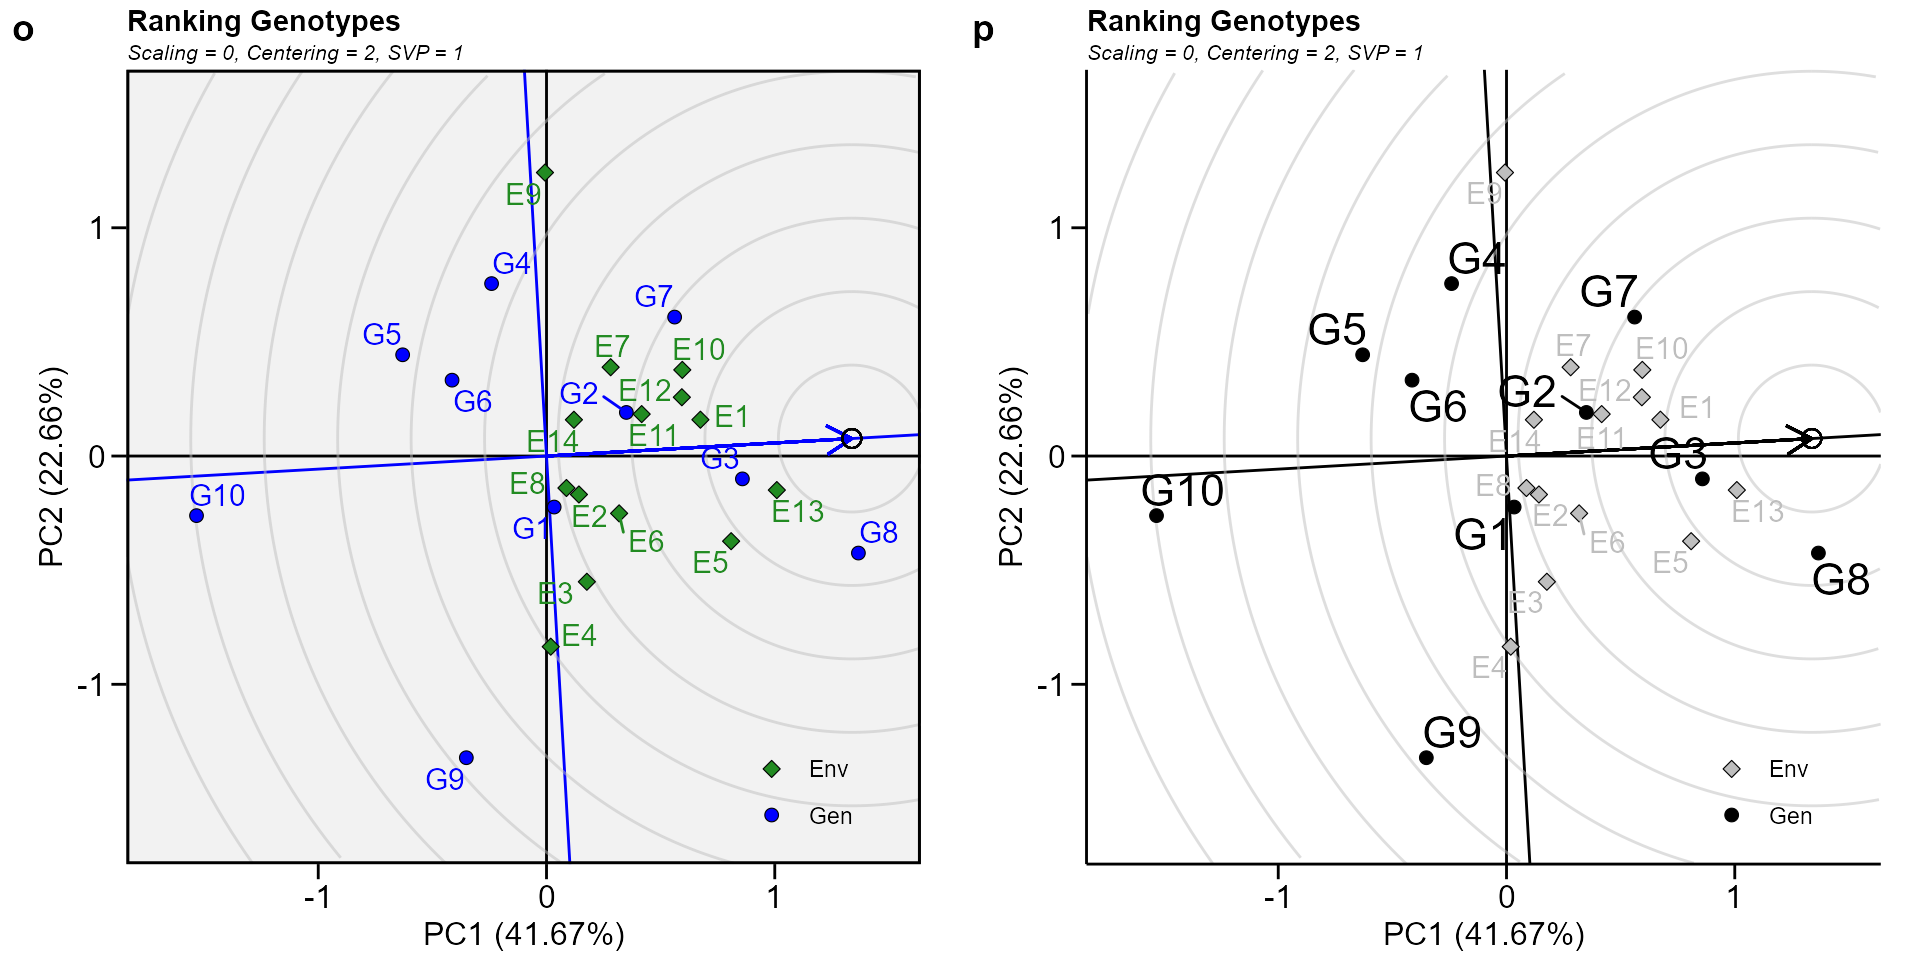 o
Ranking Genotypes
Scaling = 0, Centering = 2, SVP = 1
PC2 (22.66%)
1
0
-1
E9
G4
G7
G5
E7
E10
G6
G2
E12
E1
E14
E11
G3
E8
G10
E2
E13
G1
G8
E6
E5
E3
E4
G9
Env
Gen
-1
0
1
PC1 (41.67%)
p
Ranking Genotypes
Scaling = 0, Centering = 2, SVP = 1
PC2 (22.66%)
1
0
-1
E9
G4
G7
G5
E7
E10
G2
E12
G6
E1
E14
E11
G3
E8
G10
E2
E13
G1
E6
E5
G8
E3
E4
G9
Env
Gen
-1
0
1
PC1 (41.67%)